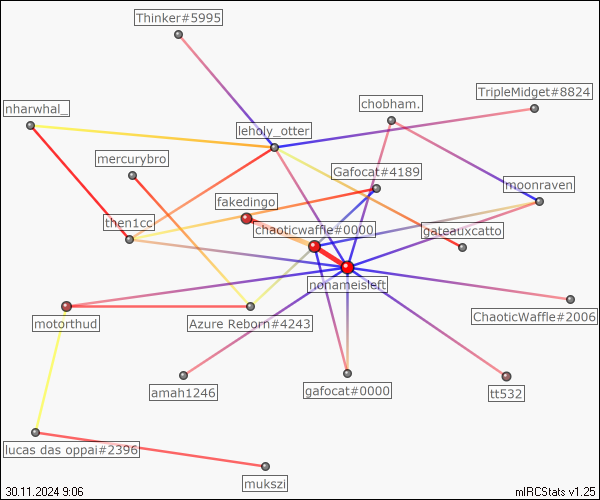 Thinker#5995
TripleMidget#8824
nharwhal_
chobham.
leholy_otter
mercurybro
Gafocat#4189
moonraven
fakedingo
then1cc
chaoticwaffle#0000
gateauxcatto
nonameisleft
motorthud
Azure Reborn#4243
ChaoticWaffle#2006
amah1246
gafocat#0000
tt532
lucas das oppai#2396
mukszi
30.11.2024 9:06
mIRCStats v1.25